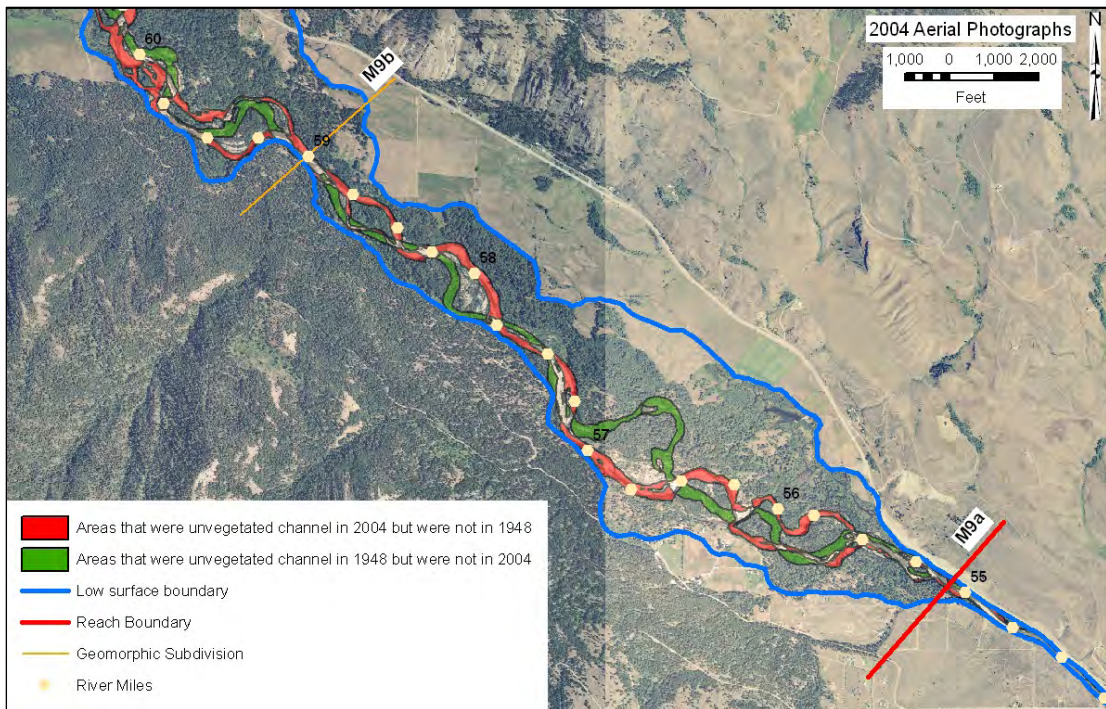 2004 Aerial Photographs
1,000 0 1,000 2,000
Feet
N
60
M9b
59
58
57
56
M9a
55
Areas that were unvegetated channel in 2004 but were not in 1948
Areas that were unvegetated channel in 1948 but were not in 2004
Low surface boundary
Reach Boundary
Geomorphic Subdivision
River Miles